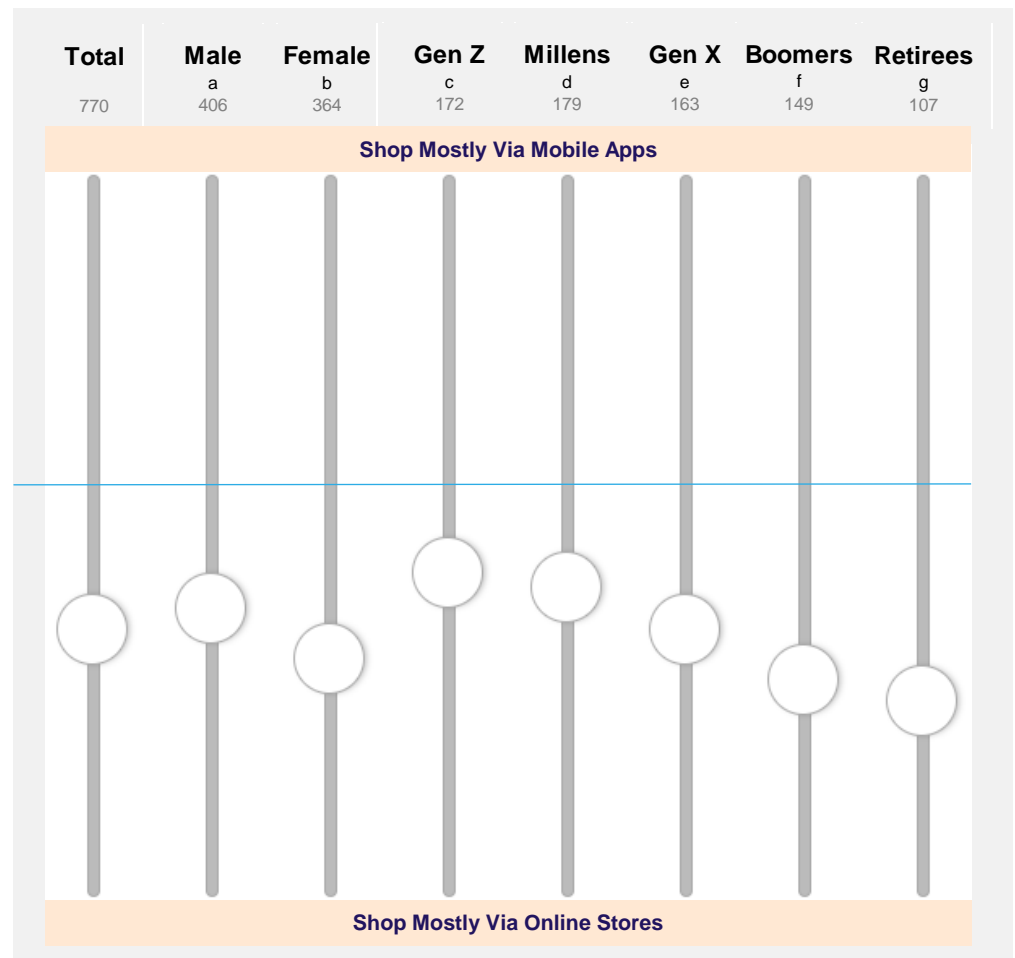 Total Male Female Gen Z Millens Gen X Boomers Retirees
a b c d e f g
770 406 364 172 179 163 149 107
Shop Mostly Via Mobile Apps
Shop Mostly Via Online Stores